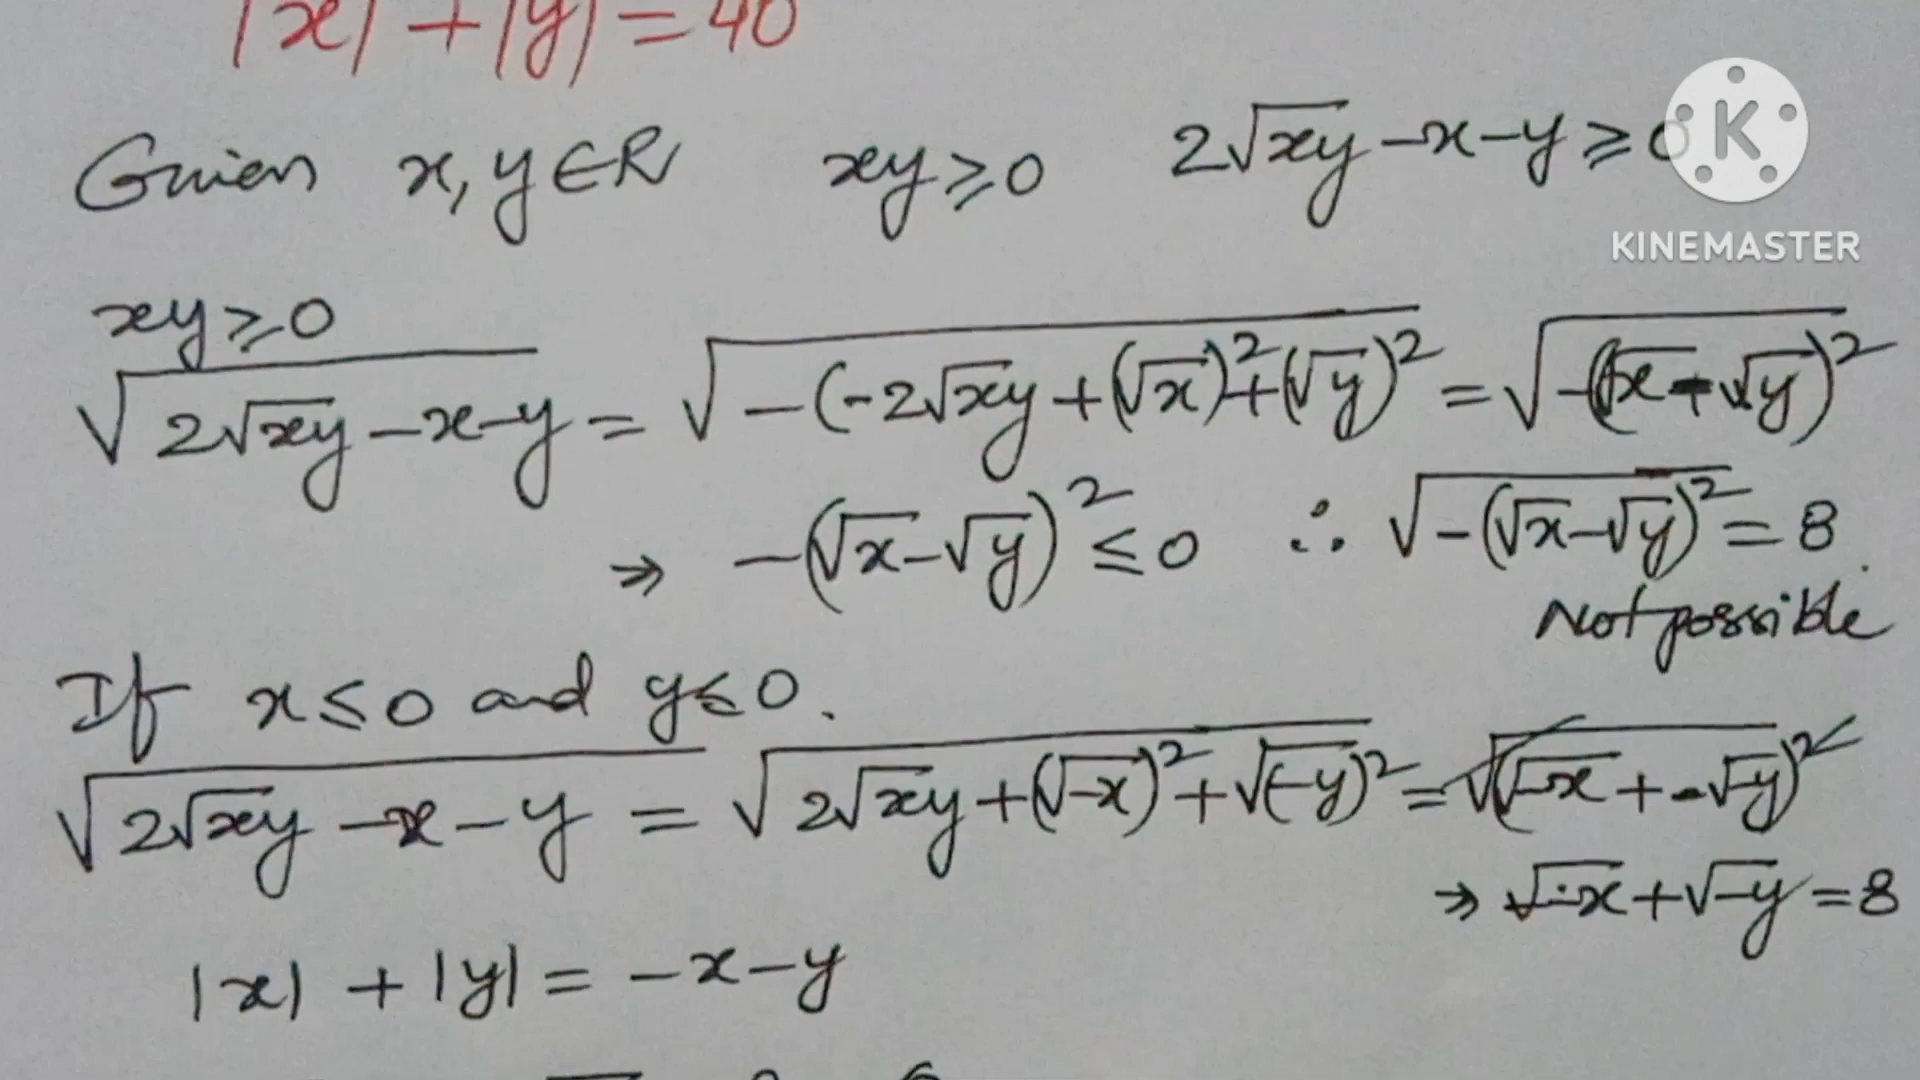 |x| + |y| = 40
Given x, y ∈ R xy ≥ 0 2√xy - x - y ≥ 0
KINEMASTER
xy ≥ 0
√(2√xy - x - y) = √(-(-2√xy + (√x)² + (√y)²) = √(-(√x - √y)²)
⇒ -(√x - √y)² ≤ 0 ∴ √(-(√x - √y)²) = 8
Not possible
If x ≤ 0 and y ≤ 0.
√(2√xy - x - y) = √(2√xy + (√-x)² + √(-y)²) = √((√-x + √-y)²)
⇒ √-x + √-y = 8
|x| + |y| = -x - y